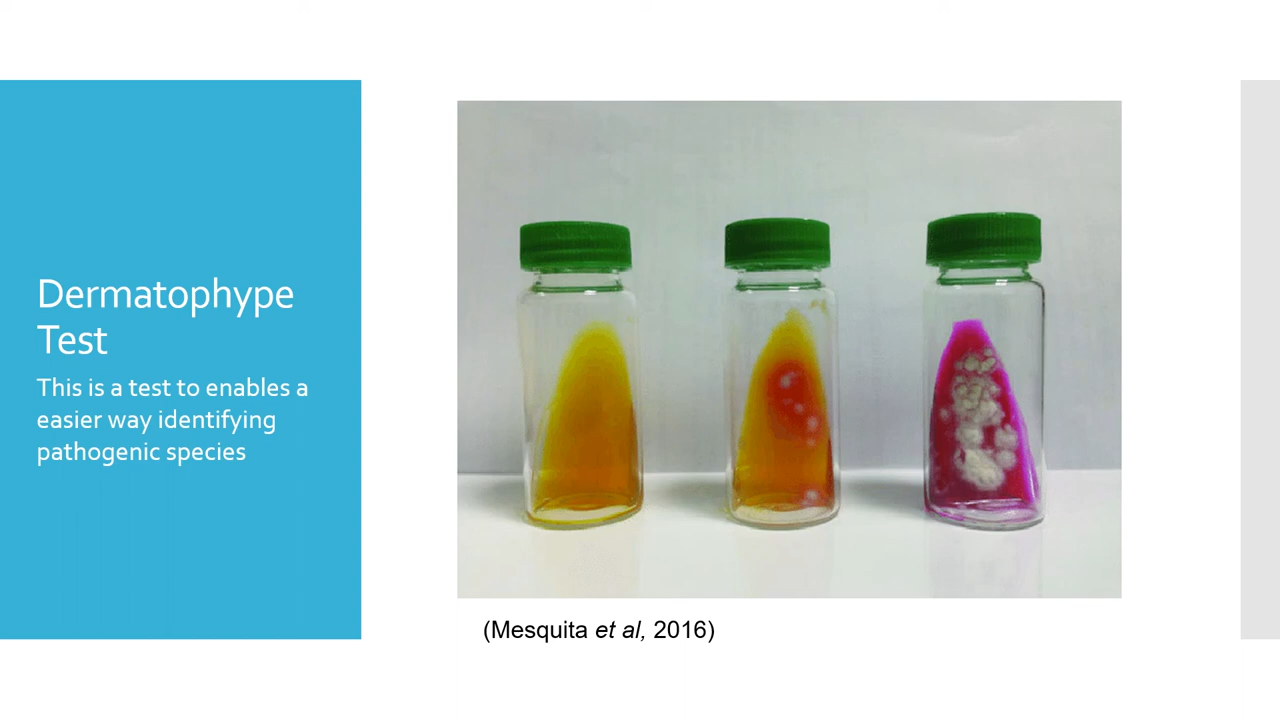 Dermatophype
Test
This is a test to enables a
easier way identifying
pathogenic species
(Mesquita et al, 2016)